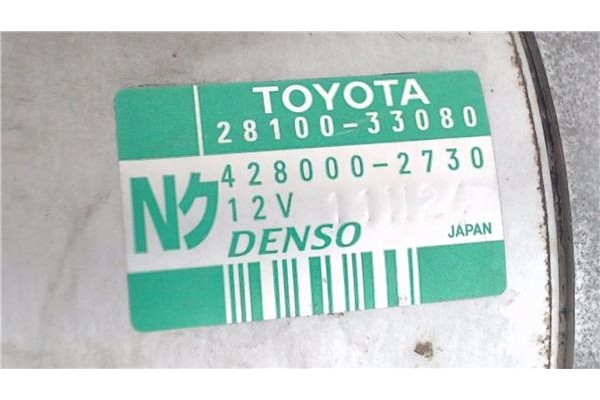 TOYOTA
28100-33080
428000-2730
Nク
12V
DENSO
JAPAN